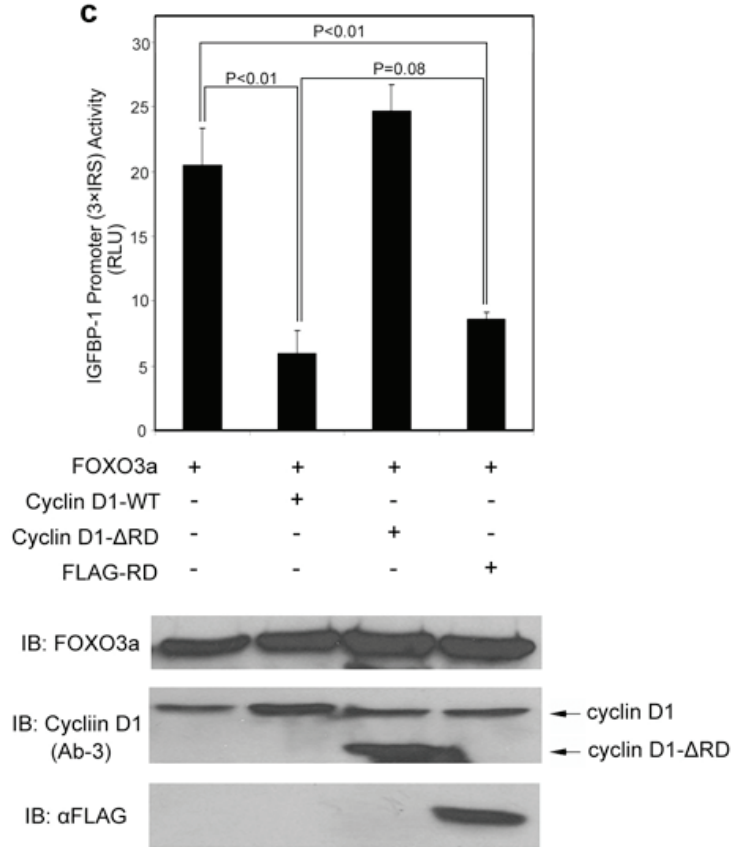 c
P<0.01
P<0.01
P=0.08
IGFBP-1 Promoter (3×IRS) Activity
(RLU)
30
25
20
15
10
5
0
FOXO3a + + + +
Cyclin D1-WT - + - -
Cyclin D1-ΔRD - - + -
FLAG-RD - - - +
IB: FOXO3a
IB: Cycliin D1
(Ab-3)
cyclin D1
cyclin D1-ΔRD
IB: αFLAG